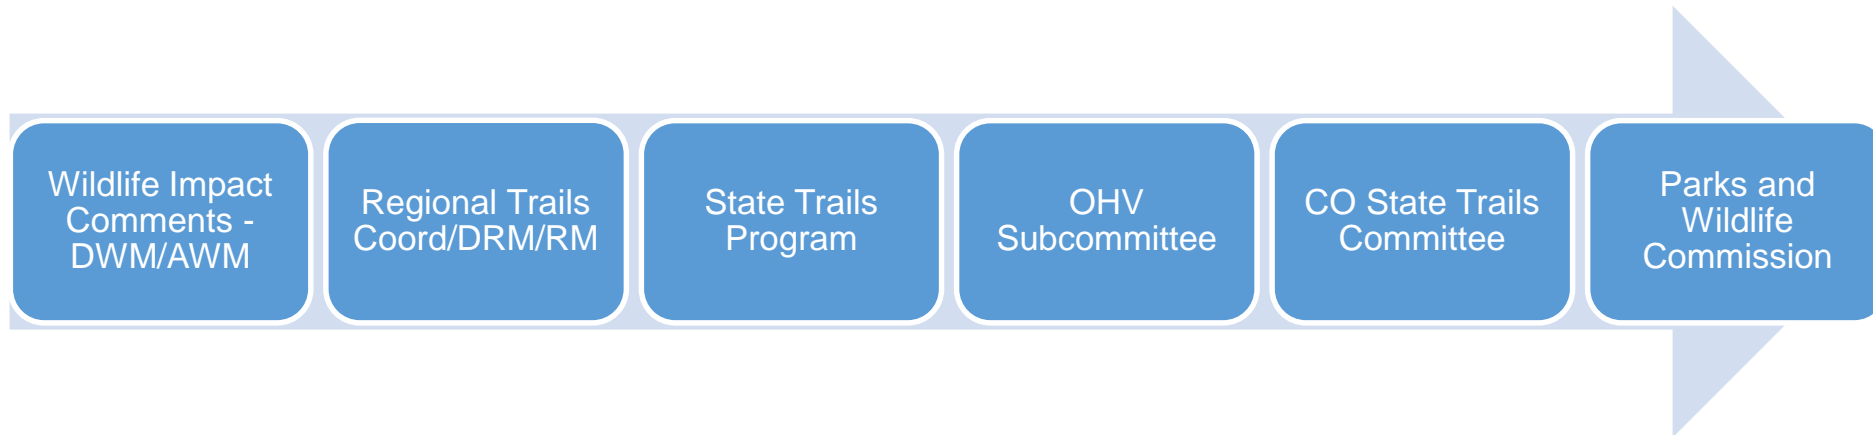 Wildlife Impact
Comments -
DWM/AWM
Regional Trails
Coord/DRM/RM
State Trails
Program
OHV
Subcommittee
CO State Trails
Committee
Parks and
Wildlife
Commission